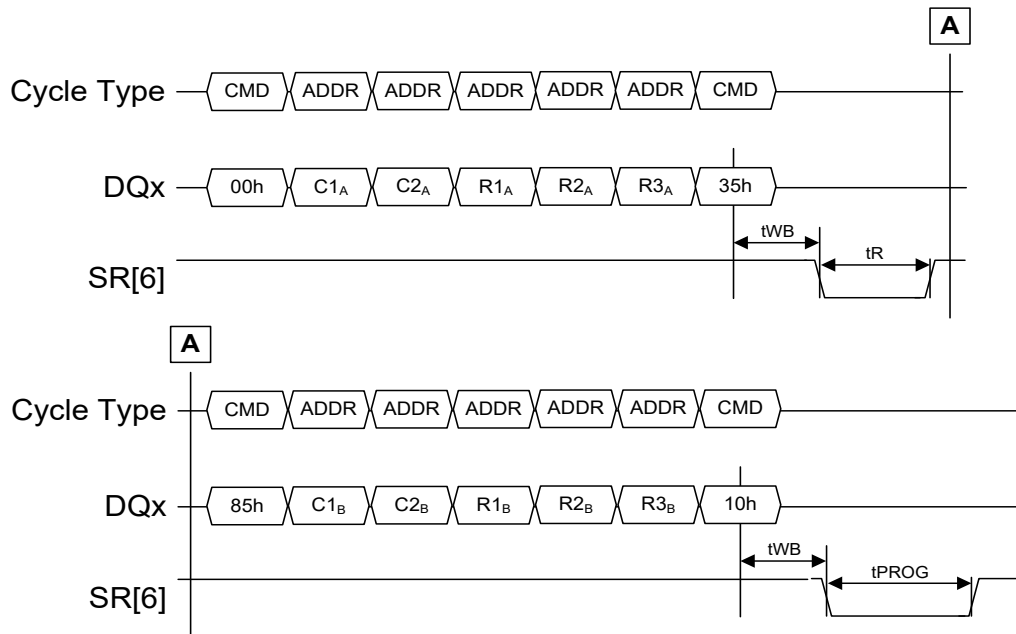 A
Cycle Type CMD ADDR ADDR ADDR ADDR ADDR CMD
DQx 00h C1A C2A R1A R2A R3A 35h
tWB
tR
SR[6]
A
Cycle Type CMD ADDR ADDR ADDR ADDR ADDR CMD
DQx 85h C1B C2B R1B R2B R3B 10h
tWB
tPROG
SR[6]